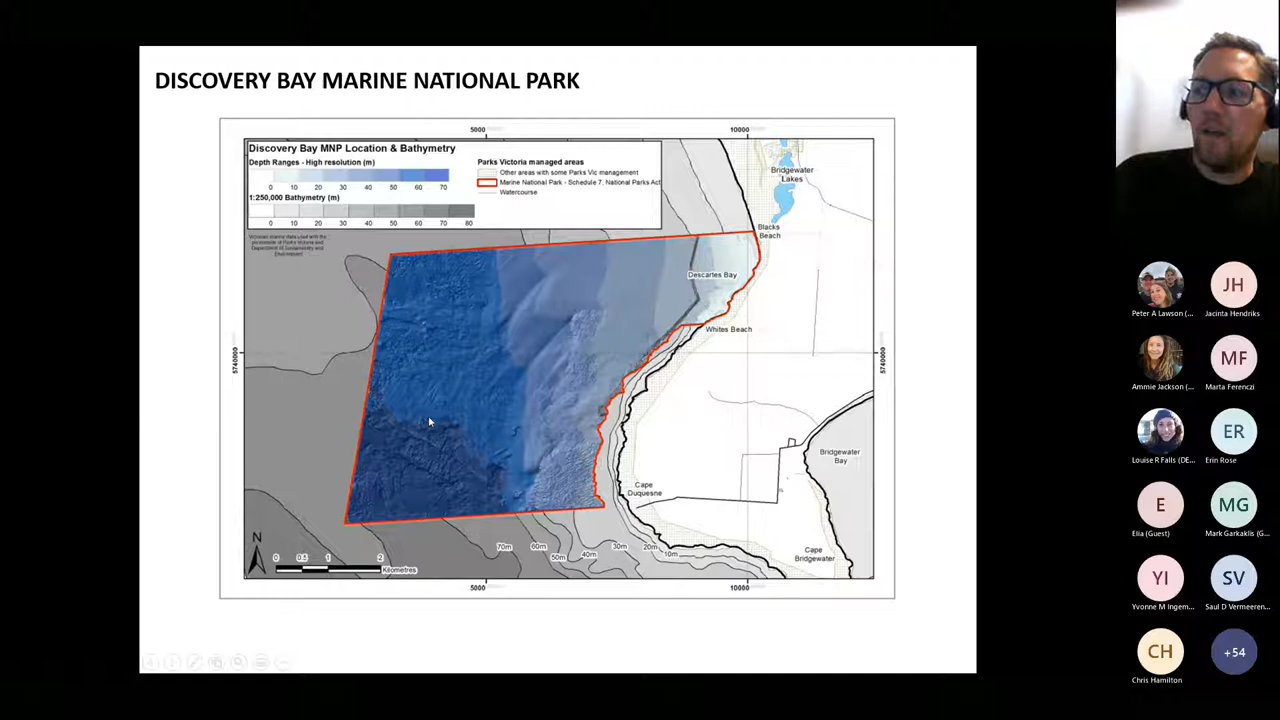 DISCOVERY BAY MARINE NATIONAL PARK
5000
10000
Discovery Bay MNP Location & Bathymetry
Depth Ranges - High resolution (m)
0 10 20 30 40 50 60 70
1:250,000 Bathymetry (m)
0 10 20 30 40 50 60 70 80
Parks Victoria managed areas
Other areas with some Parks Vic management
Marine National Park - Schedule 7, National Parks Act
Watercourse
Bridgewater
Lakes
Blacks
Beach
Descartes Bay
Whites Beach
5740000
5740000
Bridgewater
Bay
Cape
Duquesne
Cape
Bridgewater
70m
60m
50m
40m
30m
20m
10m
N
0 0.5 1 2
Kilometres
5000
10000
Peter A Lawson (...
JH
Jacinta Hendriks
Ammie Jackson (...
MF
Marta Ferenczi
Louise R Falls (DE...
ER
Erin Rose
E
Elia (Guest)
MG
Mark Garkaklis (G...
YI
Yvonne M Ingem...
SV
Saul D Vermeeren...
CH
Chris Hamilton
+54